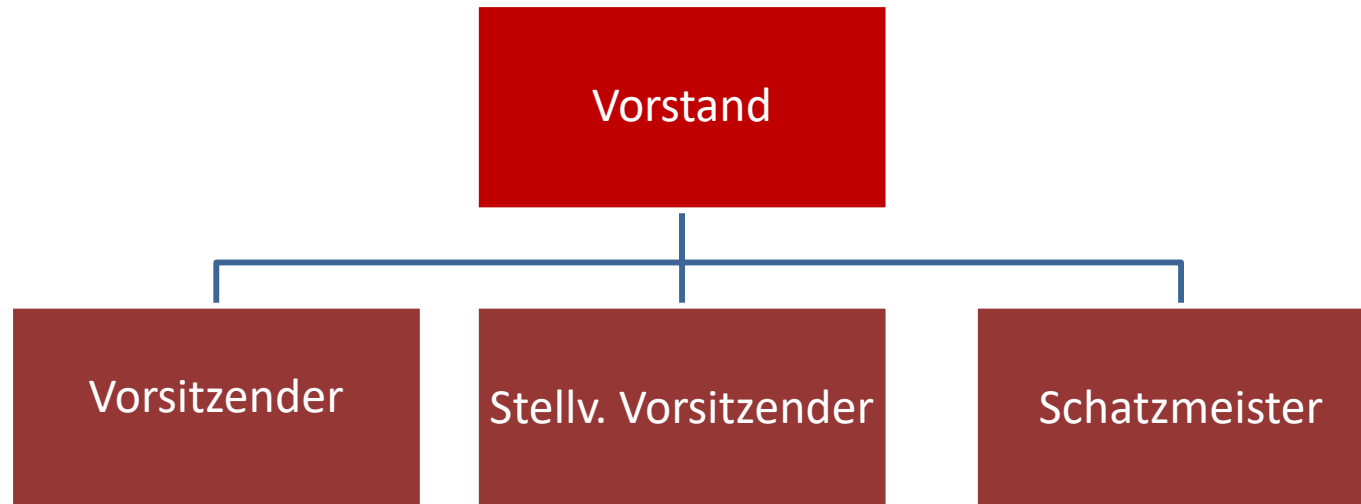 Vorstand
Vorsitzender
Stellv. Vorsitzender
Schatzmeister